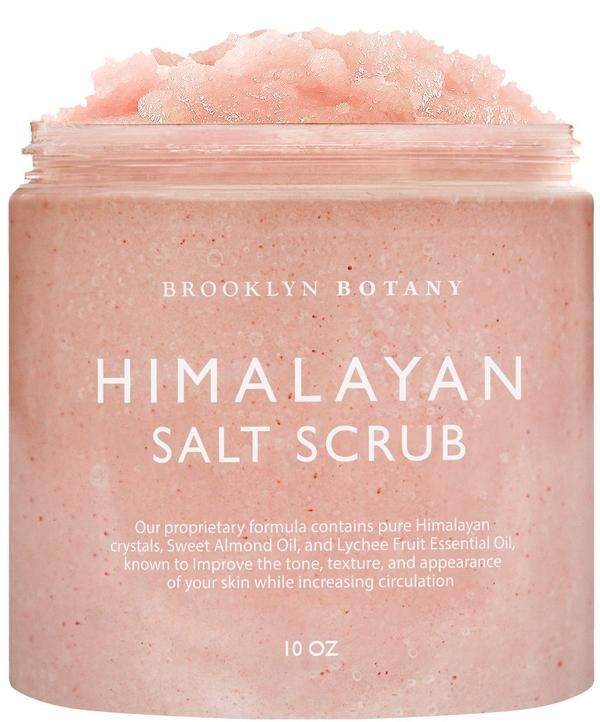 BROOKLYN BOTANY
HIMALAYAN
SALT SCRUB
Our proprietary formula contains pure Himalayan
crystals, Sweet Almond Oil, and Lychee Fruit Essential Oil,
known to Improve the tone, texture, and appearance
of your skin while increasing circulation
10 OZ